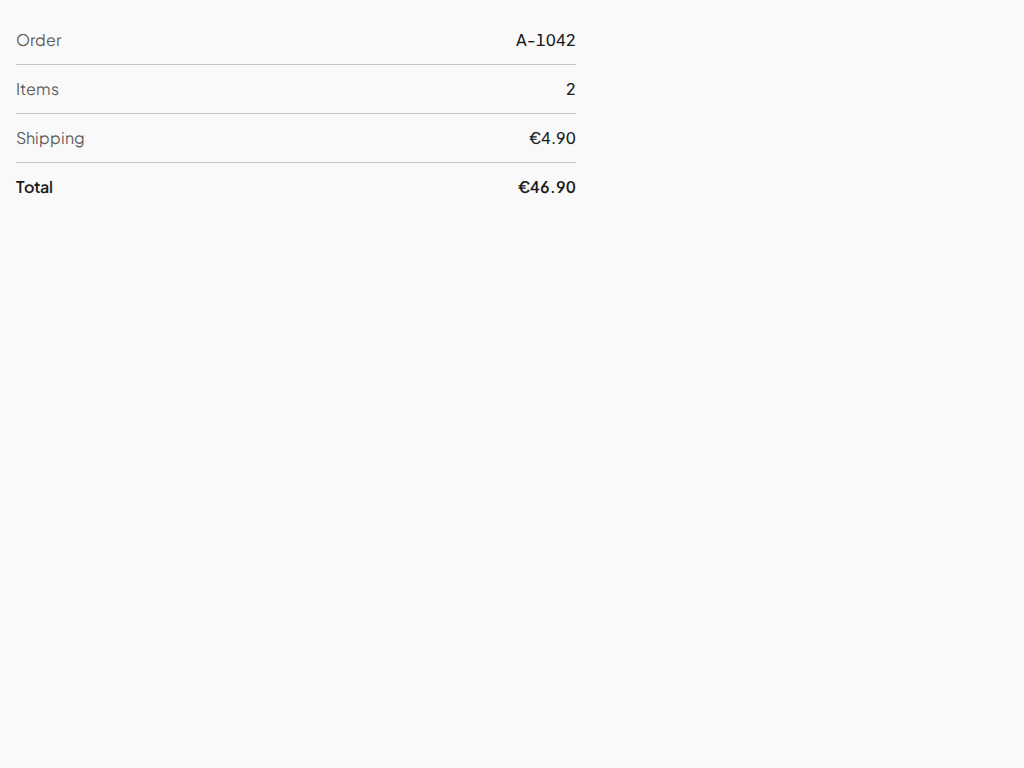 Order A-1042
Items 2
Shipping €4.90
Total €46.90